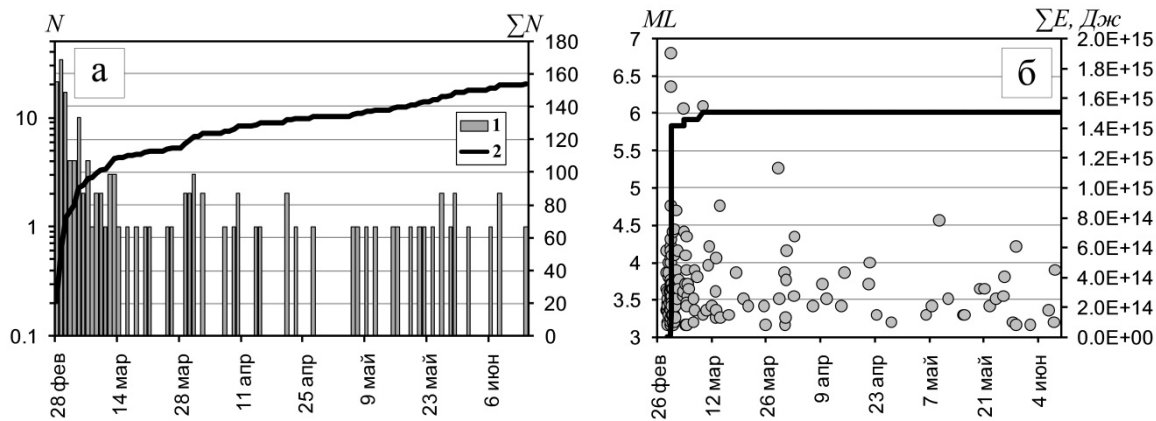 N
∑N
а
10
1
0.1
180
160
140
120
100
80
60
40
20
0
1
2
28 фев
14 мар
28 мар
11 апр
25 апр
9 май
23 май
6 июн
ML
∑E, Дж
б
7
6.5
6
5.5
5
4.5
4
3.5
3
2.0E+15
1.8E+15
1.6E+15
1.4E+15
1.2E+15
1.0E+15
8.0E+14
6.0E+14
4.0E+14
2.0E+14
0.0E+00
26 фев
12 мар
26 мар
9 апр
23 апр
7 май
21 май
4 июн